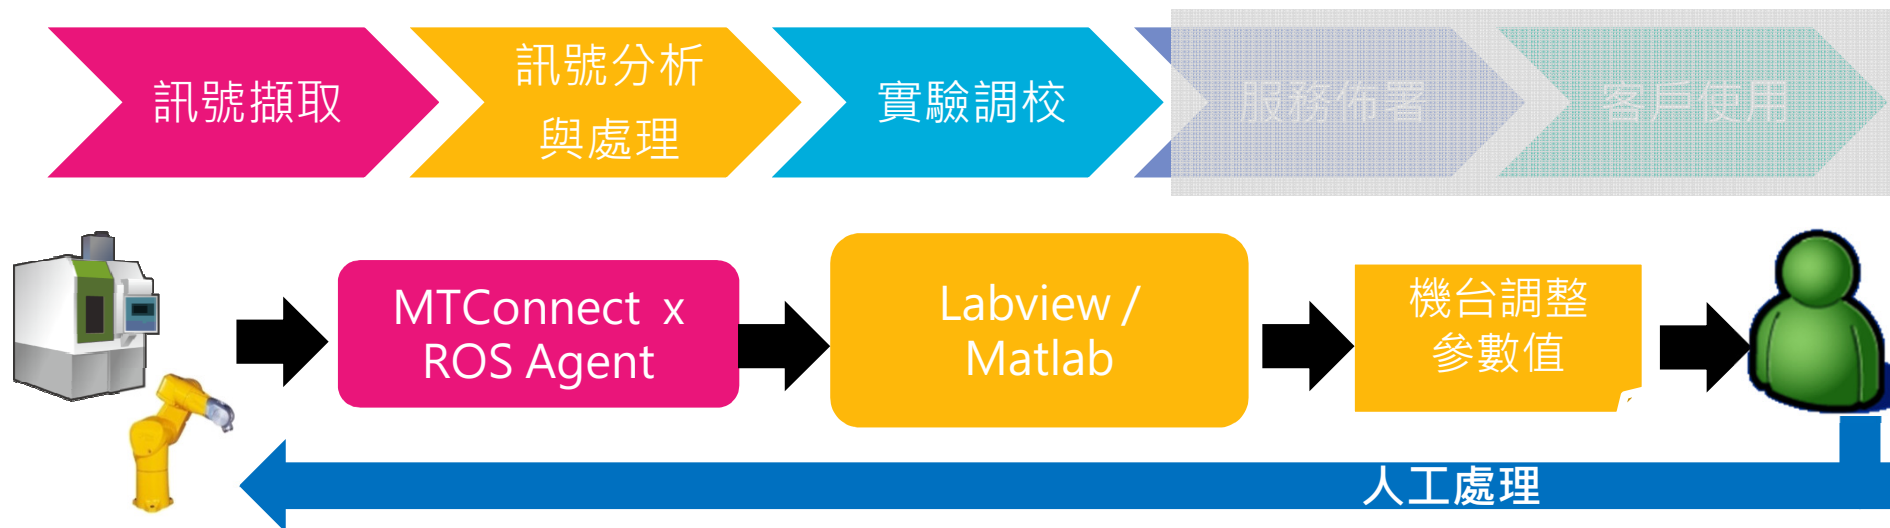 訊號擷取
訊號分析
與處理
實驗調校
服務佈署
客戶使用
MTConnect x
ROS Agent
Labview /
Matlab
機台調整
參數值
人工處理